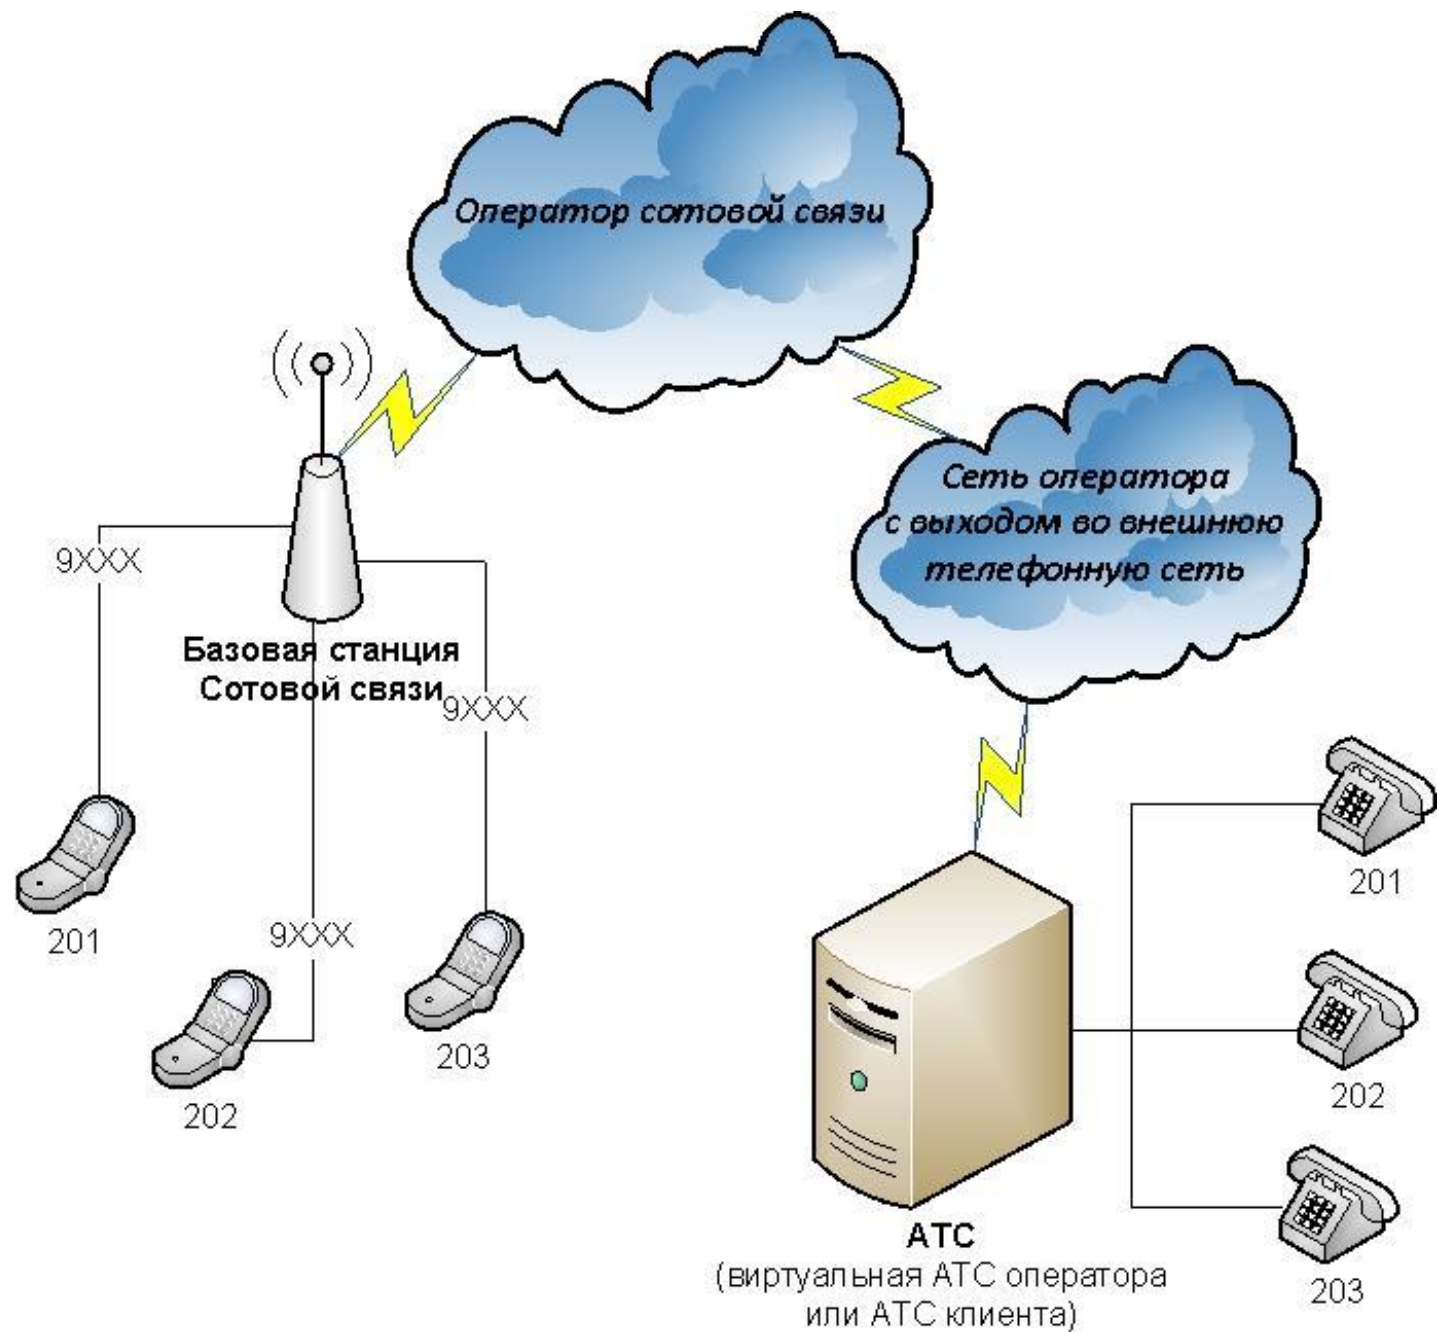 Оператор сотовой связи
Сеть оператора
с выходом во внешнюю
телефонную сеть
9XXX
Базовая станция
Сотовой связи
9XXX
201
9XXX
202
203
201
202
203
АТС
(виртуальная АТС оператора
или АТС клиента)